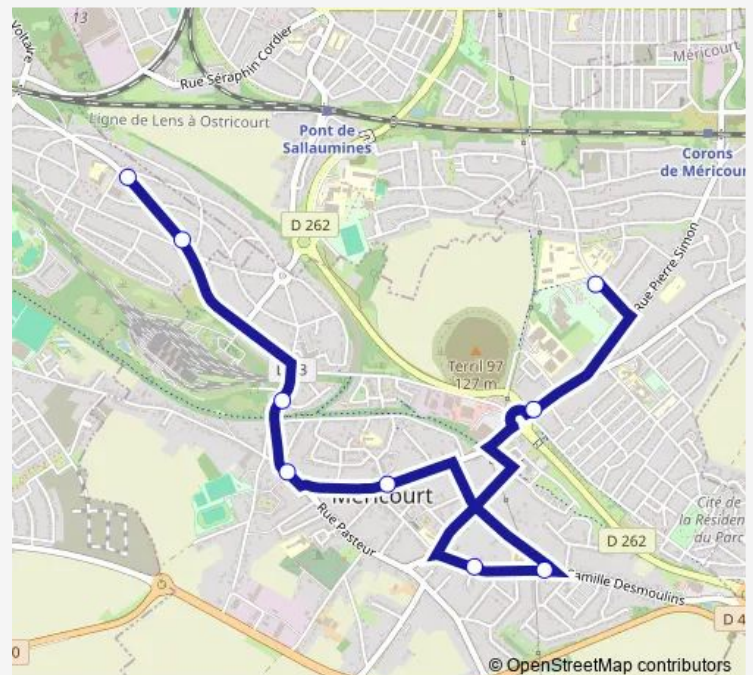 13
Voltaire
Rue Séraphin Cordier
Méricourt
Ligne de Lens à Ostricourt
Pont de
Sallaumines
Corons
de Méricour
D 262
Rue Pierre Simon
Terril 97
127 m
Méricourt
Rue Pasteur
Cité de
la Résiden
du Parc
D 262
Camille Desmoulins
D 4
0
© OpenStreetMap contributors